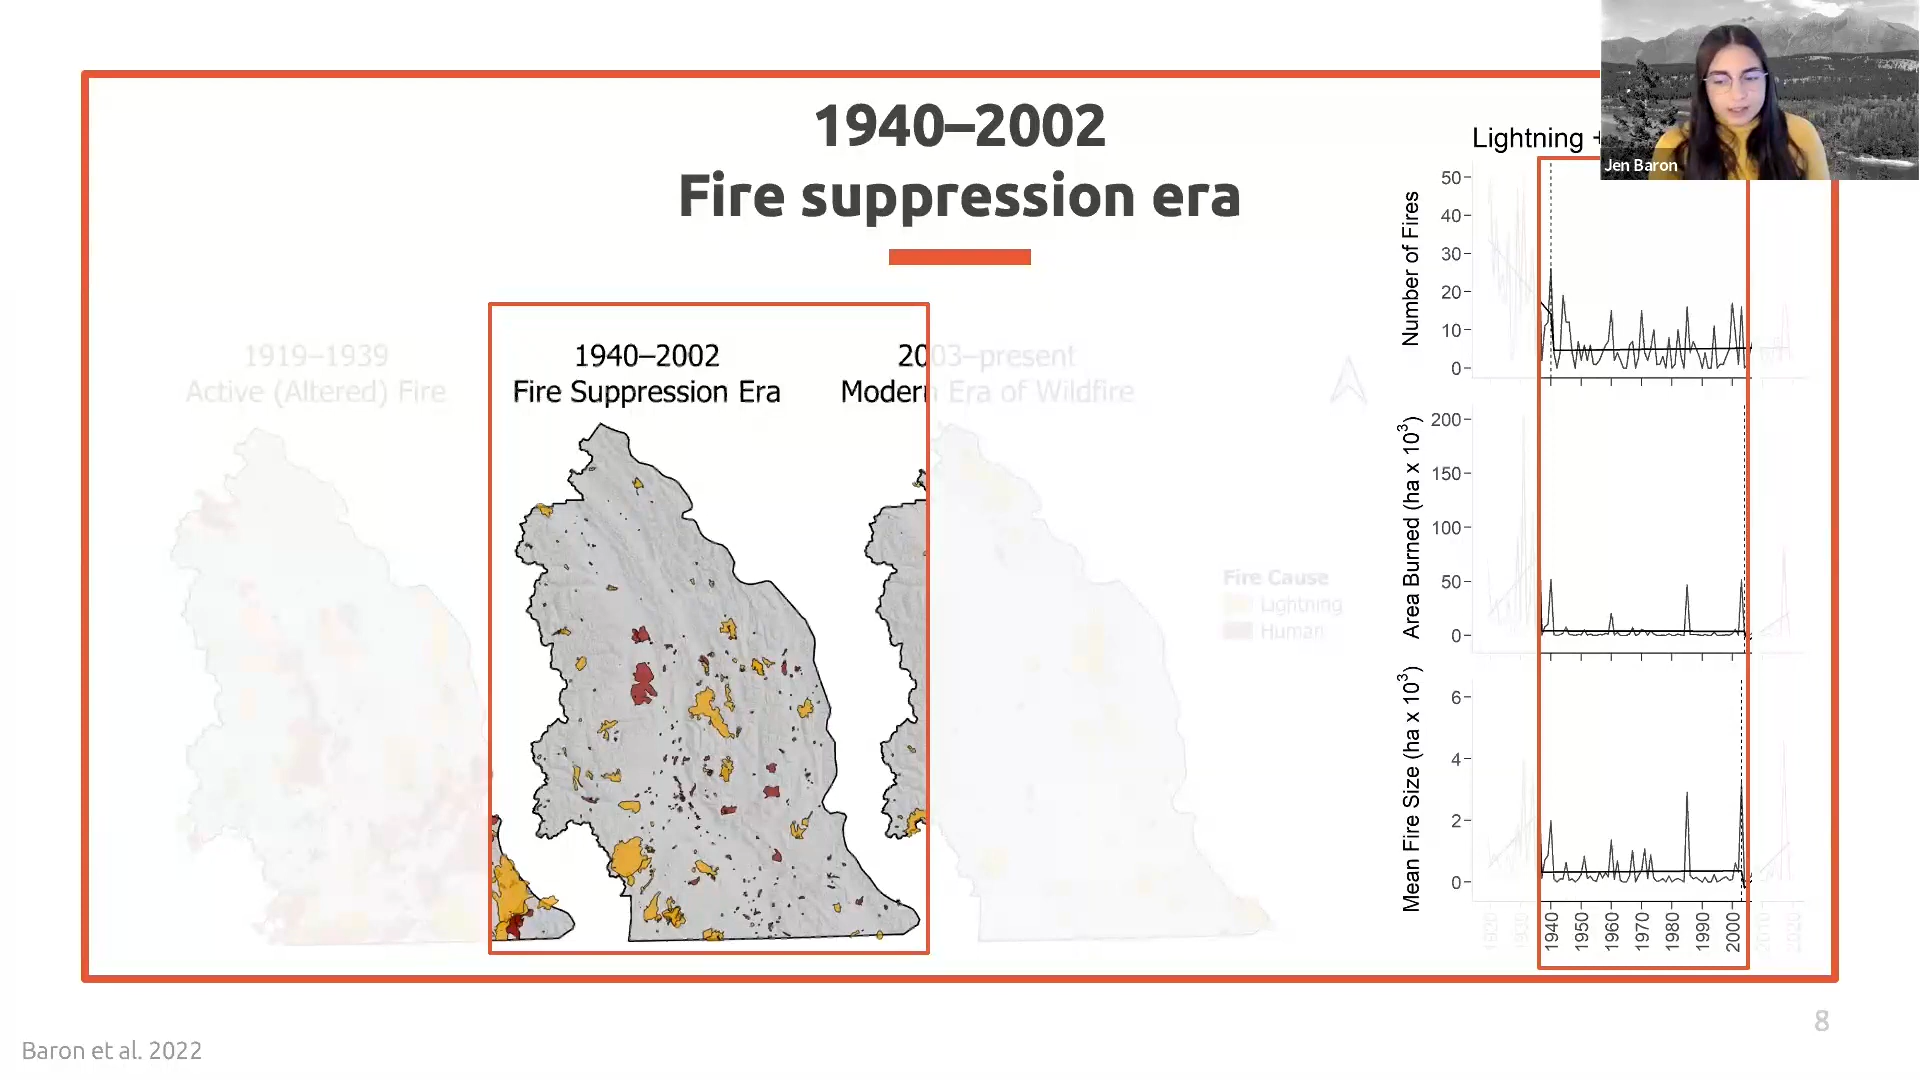 1940–2002
Fire suppression era
Lightning +
Jen Baron
1919–1939
Active (Altered) Fire
1940–2002
Fire Suppression Era
2003–present
Modern Era of Wildfire
Fire Cause
Lightning
Human
Number of Fires
50
40
30
20
10
0
Area Burned (ha x 10³)
200
150
100
50
0
Mean Fire Size (ha x 10³)
6
4
2
0
1920
1930
1940
1950
1960
1970
1980
1990
2000
2010
2020
8
Baron et al. 2022